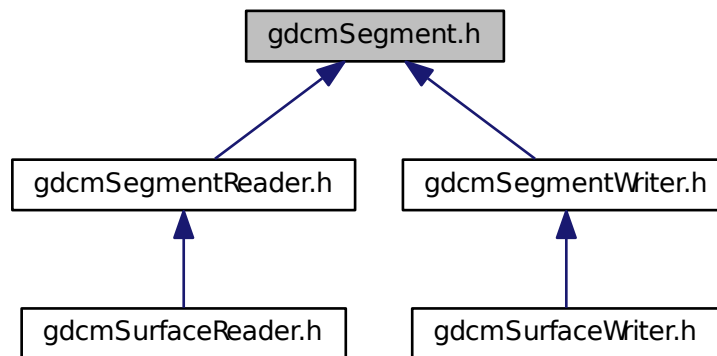 gdcmSegment.h
gdcmSegmentReader.h
gdcmSegmentWriter.h
gdcmSurfaceReader.h
gdcmSurfaceWriter.h